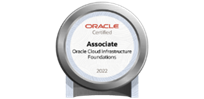 ORACLE
Certified
Associate
Oracle Cloud Infrastructure
Foundations
2022